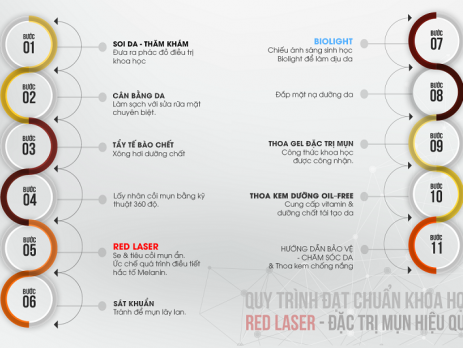 BƯỚC
01
SOI DA - THĂM KHÁM
Đưa ra phác đồ điều trị
khoa học
BƯỚC
02
CÂN BẰNG DA
Làm sạch với sữa rửa mặt
chuyên biệt.
BƯỚC
03
TẨY TẾ BÀO CHẾT
Xông hơi dưỡng chất
BƯỚC
04
Lấy nhân cồi mụn bằng kỹ
thuật 360 độ.
BƯỚC
05
RED LASER
Se & tiêu cồi mụn ẩn.
Ức chế quá trình điều tiết
hắc tố Melanin.
BƯỚC
06
SÁT KHUẨN
Tránh để mụn lây lan.
BIOLIGHT
Chiếu ánh sáng sinh học
Biolight để làm dịu da
BƯỚC
07
Đắp mặt nạ dưỡng da
BƯỚC
08
THOA GEL ĐẶC TRỊ MỤN
Công thức khoa học
được công nhận.
BƯỚC
09
THOA KEM DƯỠNG OIL-FREE
Cung cấp vitamin &
dưỡng chất tái tạo da
BƯỚC
10
HƯỚNG DẪN BẢO VỆ
- CHĂM SÓC DA
& Thoa kem chống nắng
BƯỚC
11
QUY TRÌNH ĐẠT CHUẨN KHOA HỌ
RED LASER - ĐẶC TRỊ MỤN HIỆU QU